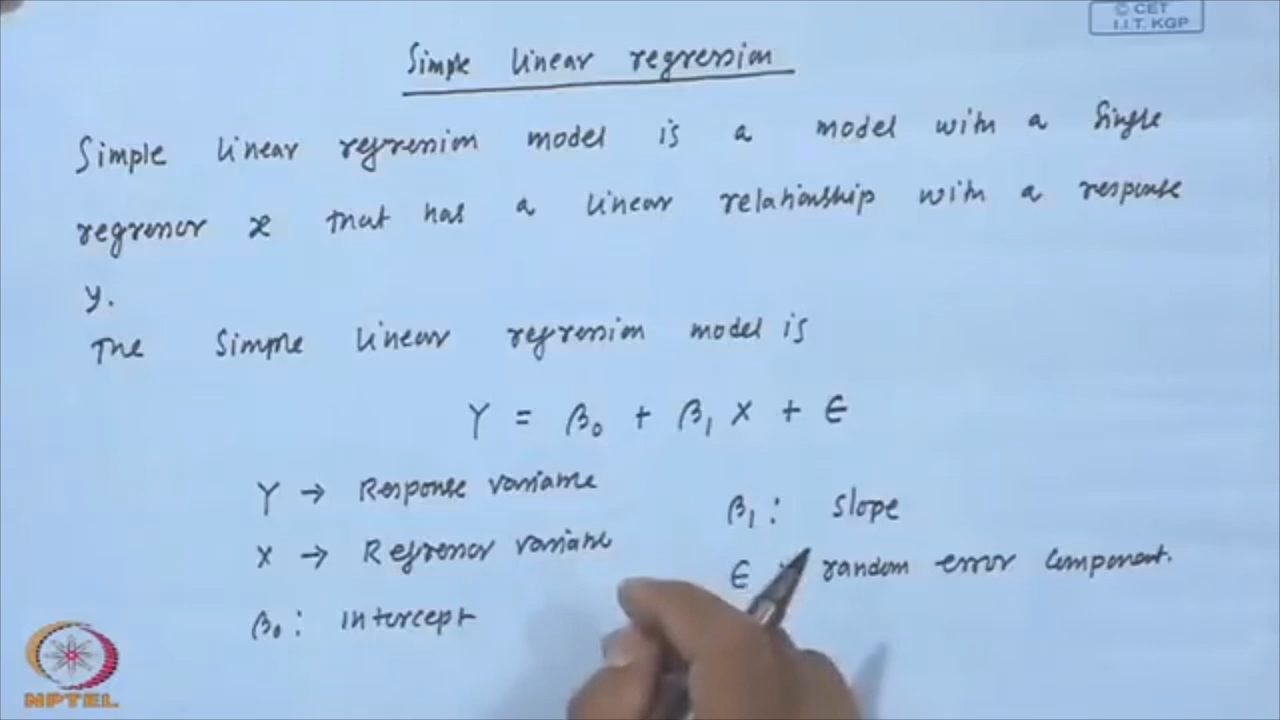 © CET
I.I.T. KGP
Simple linear regression
Simple linear regression model is a model with a single
regressor x that has a linear relationship with a response
y.
The simple linear regression model is
Y = β₀ + β₁ X + ϵ
Y → Response variable
X → Regressor variable
β₀ : intercept
β₁ : slope
ϵ : random error component.
NPTEL